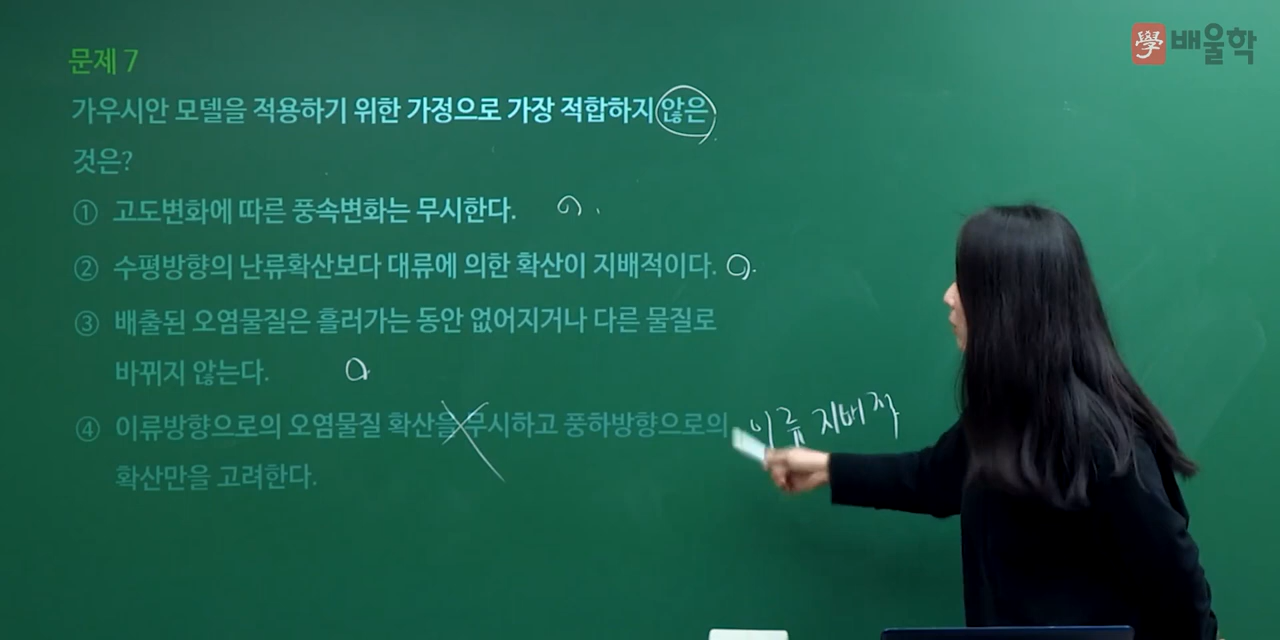 學 배울학
문제 7
가우시안 모델을 적용하기 위한 가정으로 가장 적합하지 않은
것은?
① 고도변화에 따른 풍속변화는 무시한다.
② 수평방향의 난류확산보다 대류에 의한 확산이 지배적이다.
③ 배출된 오염물질은 흘러가는 동안 없어지거나 다른 물질로
바뀌지 않는다.
④ 이류방향으로의 오염물질 확산을 무시하고 풍하방향으로의
이류 지배적
확산만을 고려한다.